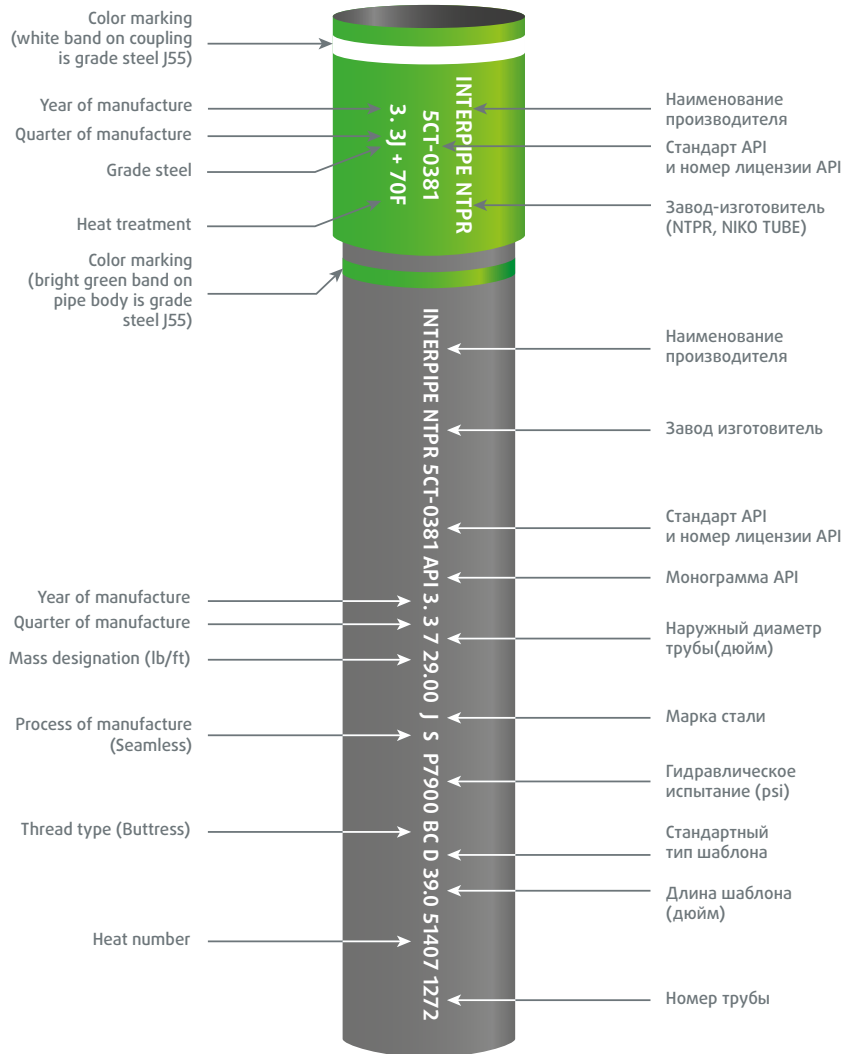 Color marking
(white band on coupling
is grade steel J55)
Year of manufacture
Quarter of manufacture
Grade steel
Heat treatment
Color marking
(bright green band on
pipe body is grade
steel J55)
INTERPIPE NTPR
5CT-0381
3. 3J + 70F
Наименование
производителя
Стандарт API
и номер лицензии API
Завод-изготовитель
(NTPR, NIKO TUBE)
Year of manufacture
Quarter of manufacture
Mass designation (lb/ft)
Process of manufacture
(Seamless)
Thread type (Buttress)
Heat number
INTERPIPE NTPR 5CT-0381 API 3. 3 7 29.00 J S P7900 BC D 39.0 51407 1272
Наименование
производителя
Завод изготовитель
Стандарт API
и номер лицензии API
Монограмма API
Наружный диаметр
трубы(дюйм)
Марка стали
Гидравлическое
испытание (psi)
Стандартный
тип шаблона
Длина шаблона
(дюйм)
Номер трубы